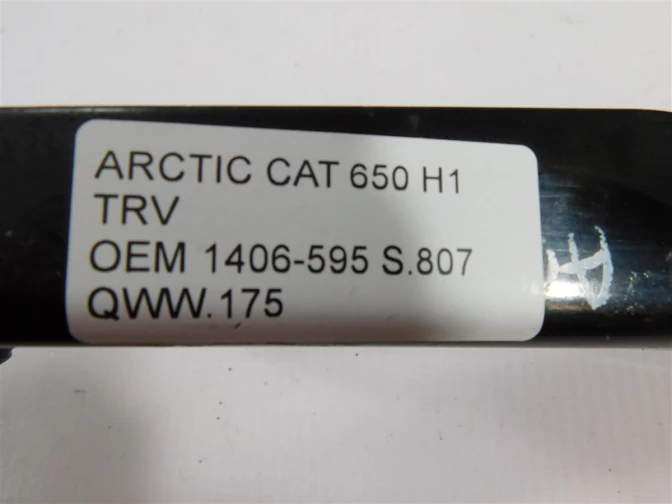 ARCTIC CAT 650 H1
TRV
OEM 1406-595 S.807
QWW.175